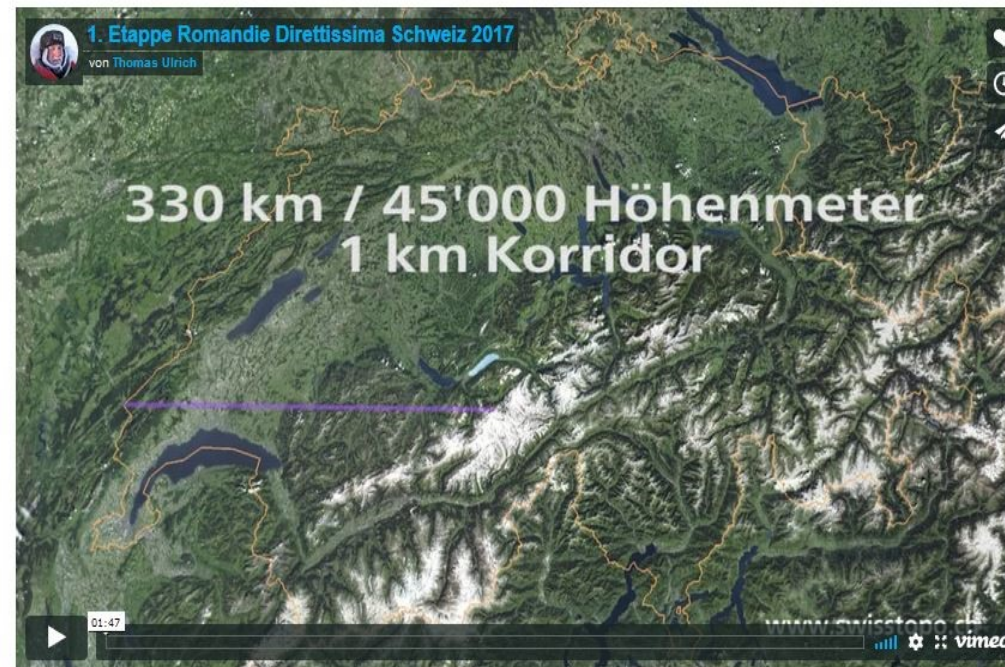 1. Etappe Romandie Direttissima Schweiz 2017
von Thomas Ulrich
330 km / 45'000 Höhenmeter
1 km Korridor
www.swisstopo.ch
01:47
vimeo